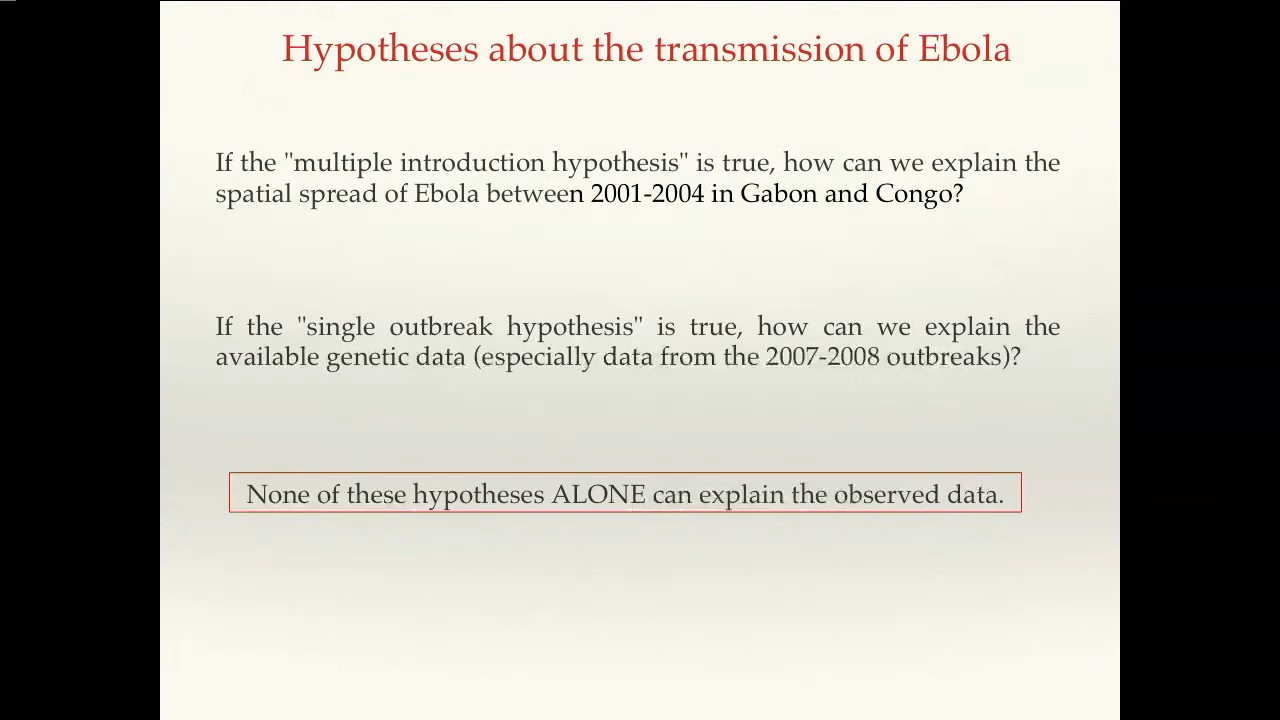 Hypotheses about the transmission of Ebola
If the "multiple introduction hypothesis" is true, how can we explain the
spatial spread of Ebola between 2001-2004 in Gabon and Congo?
If the "single outbreak hypothesis" is true, how can we explain the
available genetic data (especially data from the 2007-2008 outbreaks)?
None of these hypotheses ALONE can explain the observed data.